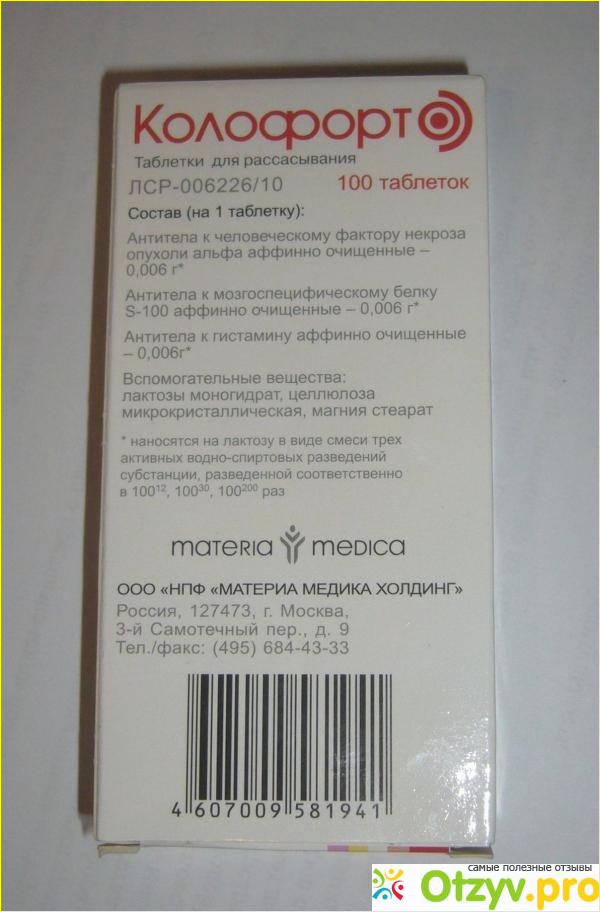 Колофорт
Таблетки для рассасывания
ЛСР-006226/10 100 таблеток
Состав (на 1 таблетку):
Антитела к человеческому фактору некроза
опухоли альфа аффинно очищенные –
0,006 г*
Антитела к мозгоспецифическому белку
S-100 аффинно очищенные – 0,006 г*
Антитела к гистамину аффинно очищенные
– 0,006г*
Вспомогательные вещества:
лактозы моногидрат, целлюлоза
микрокристаллическая, магния стеарат
* наносятся на лактозу в виде смеси трех
активных водно-спиртовых разведений
субстанции, разведенной соответственно
в 100¹², 100³⁰, 100²⁰⁰ раз
materia medica
ООО «НПФ «МАТЕРИА МЕДИКА ХОЛДИНГ»
Россия, 127473, г. Москва,
3-й Самотечный пер., д. 9
Тел./факс: (495) 684-43-33
4 607009 581941
самые полезные отзывы
Otzyv.pro